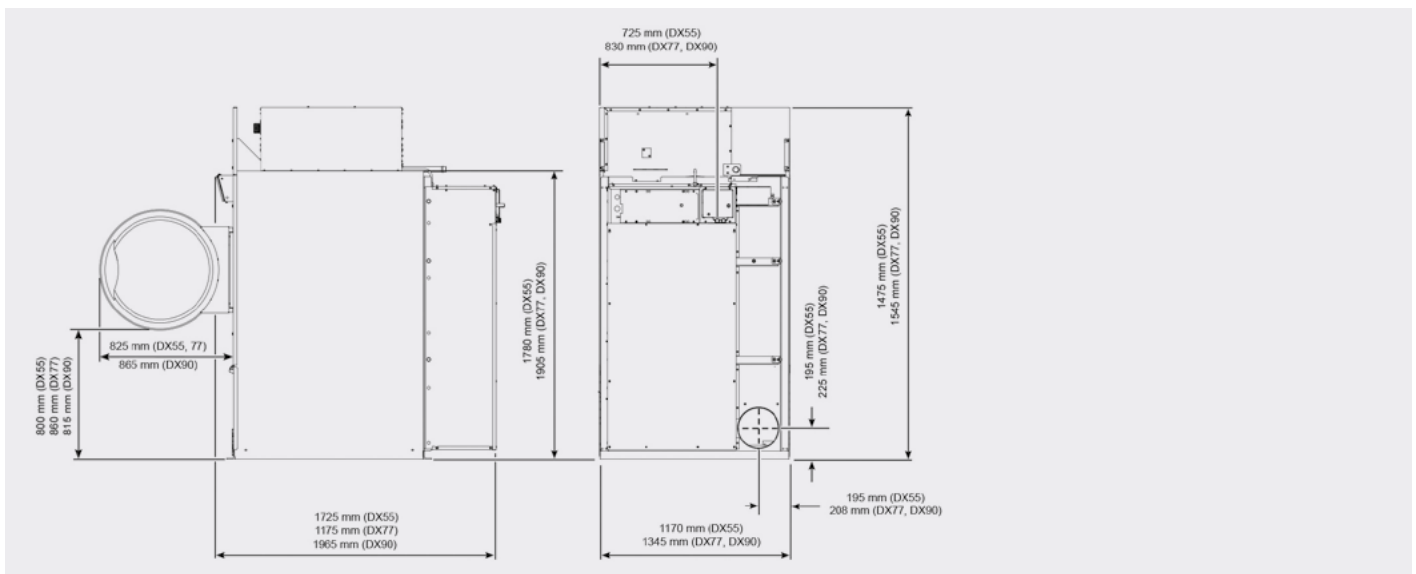 725 mm (DX55)
830 mm (DX77, DX90)
1475 mm (DX55)
1545 mm (DX77, DX90)
1780 mm (DX55)
1905 mm (DX77, DX90)
195 mm (DX55)
225 mm (DX77, DX90)
825 mm (DX55, 77)
865 mm (DX90)
800 mm (DX55)
860 mm (DX77)
815 mm (DX90)
195 mm (DX55)
208 mm (DX77, DX90)
1725 mm (DX55)
1175 mm (DX77)
1965 mm (DX90)
1170 mm (DX55)
1345 mm (DX77, DX90)